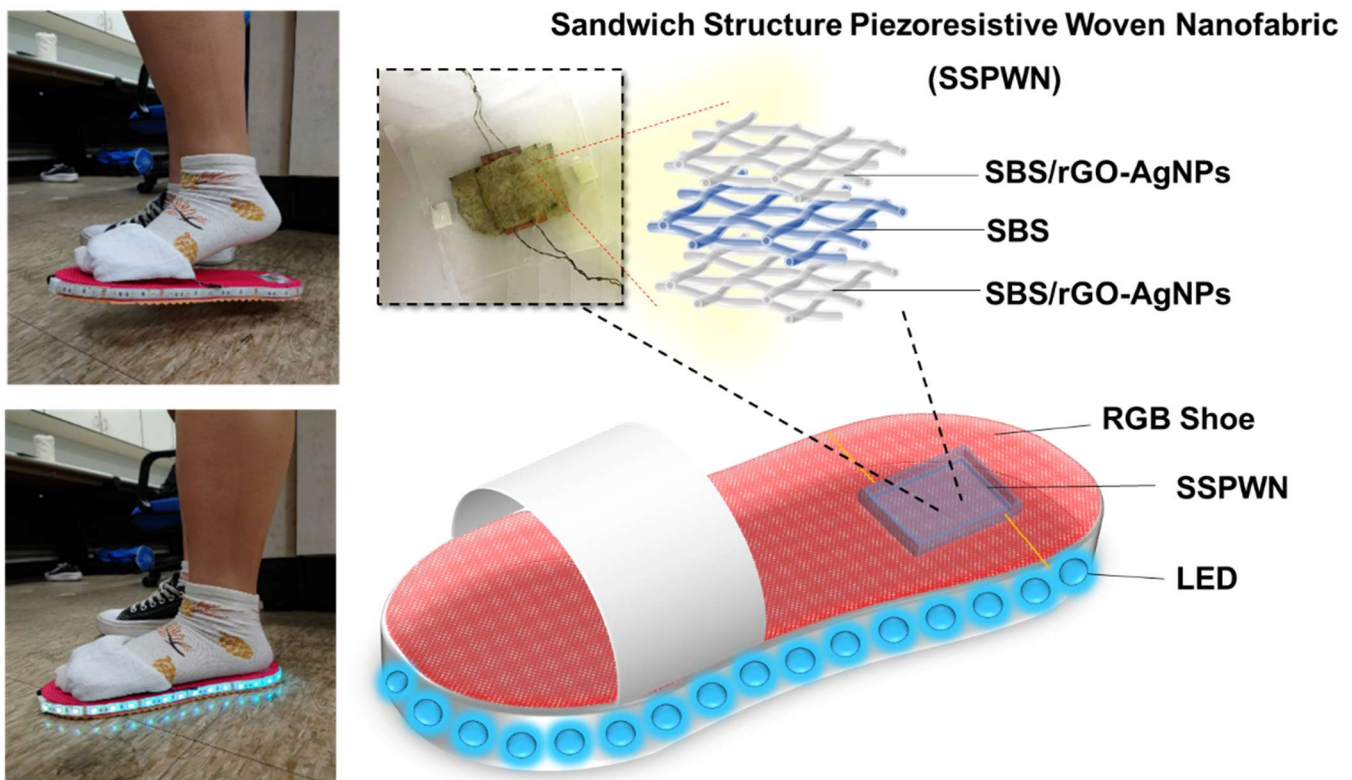 Sandwich Structure Piezoresistive Woven Nanofabric
(SSPWN)
SBS/rGO-AgNPs
SBS
SBS/rGO-AgNPs
RGB Shoe
SSPWN
LED